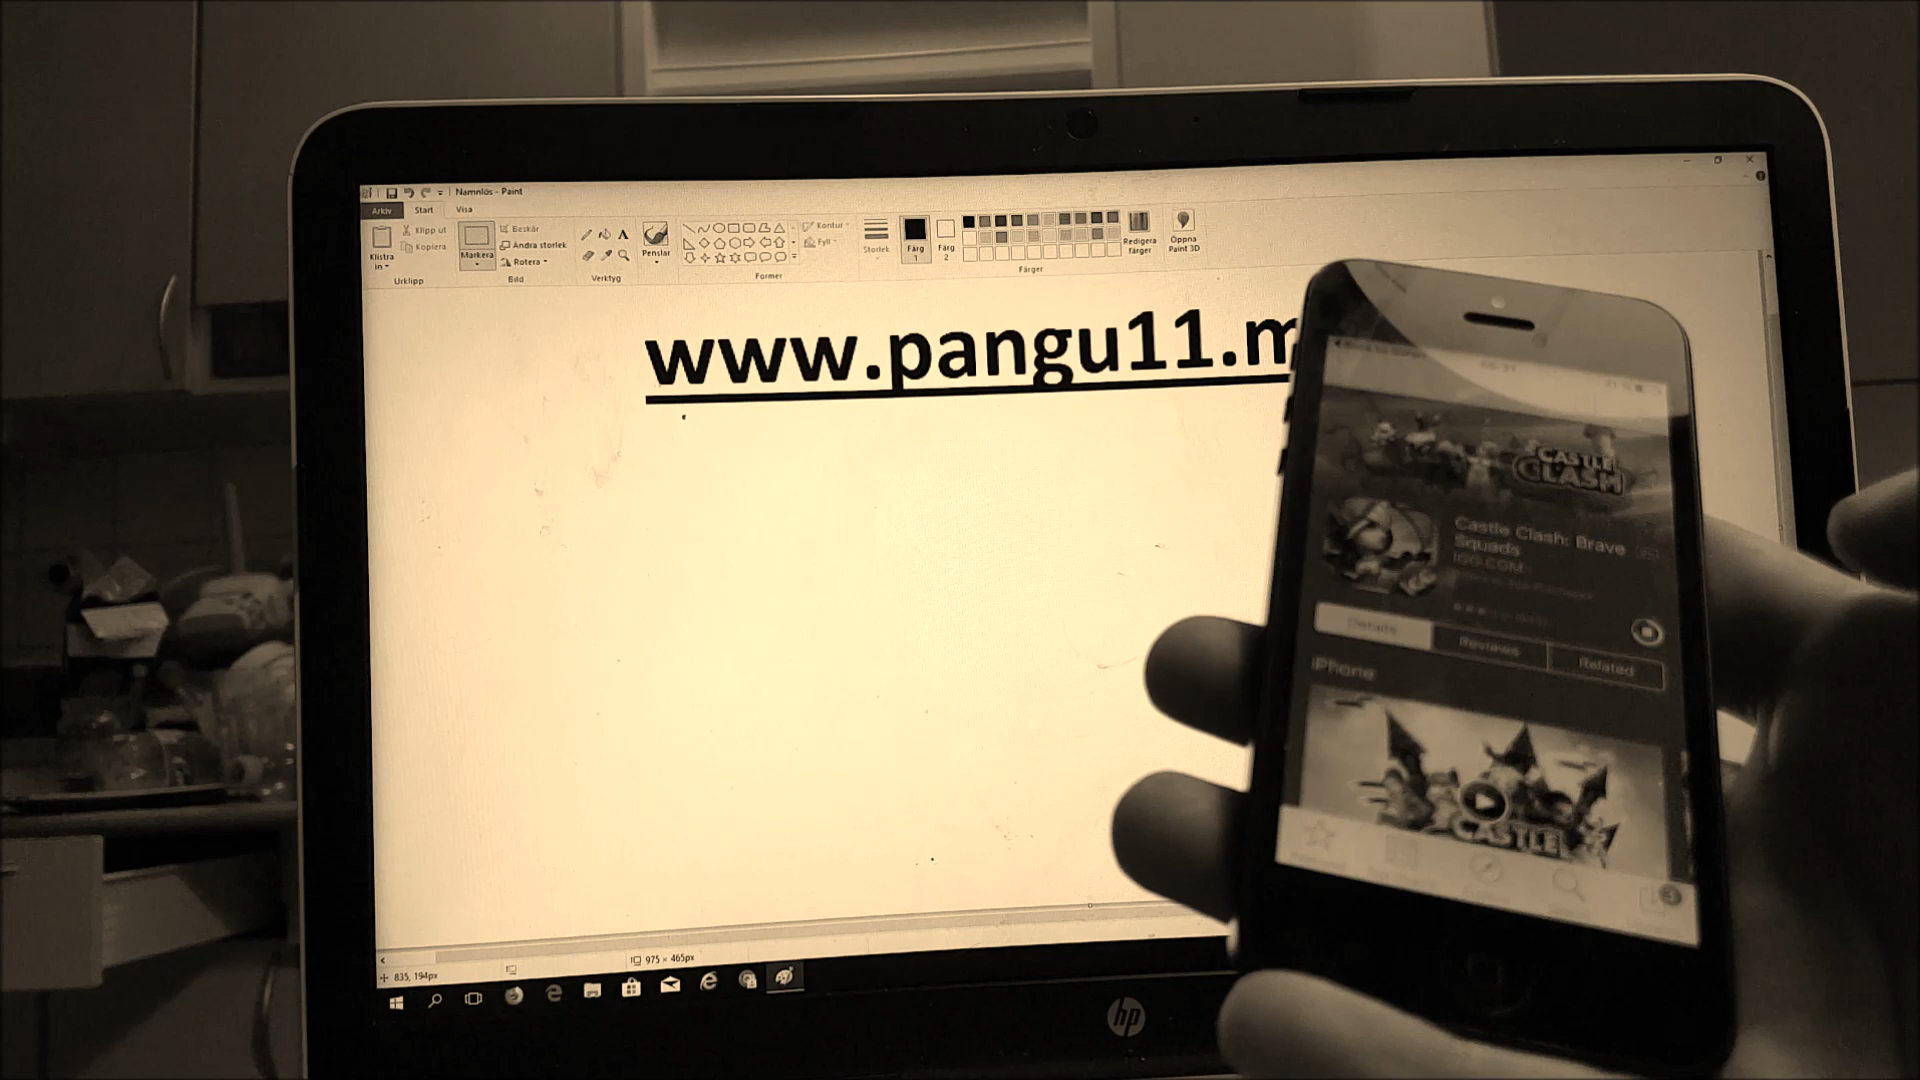 Namnlös - Paint
Arkiv Start Visa
Klistra in
Klipp ut
Kopiera
Urklipp
Markera
Beskär
Ändra storlek
Rotera
Bild
Verktyg
Penslar
Former
Kontur
Fyll
Storlek
Färg 1
Färg 2
Färger
Redigera färger
Öppna Paint 3D
www.pangu11.m
CASTLE
CLASH
Castle Clash: Brave
Squads
IGG.COM
Details Reviews Related
iPhone
CASTLE
835, 194px
975 × 465px
hp